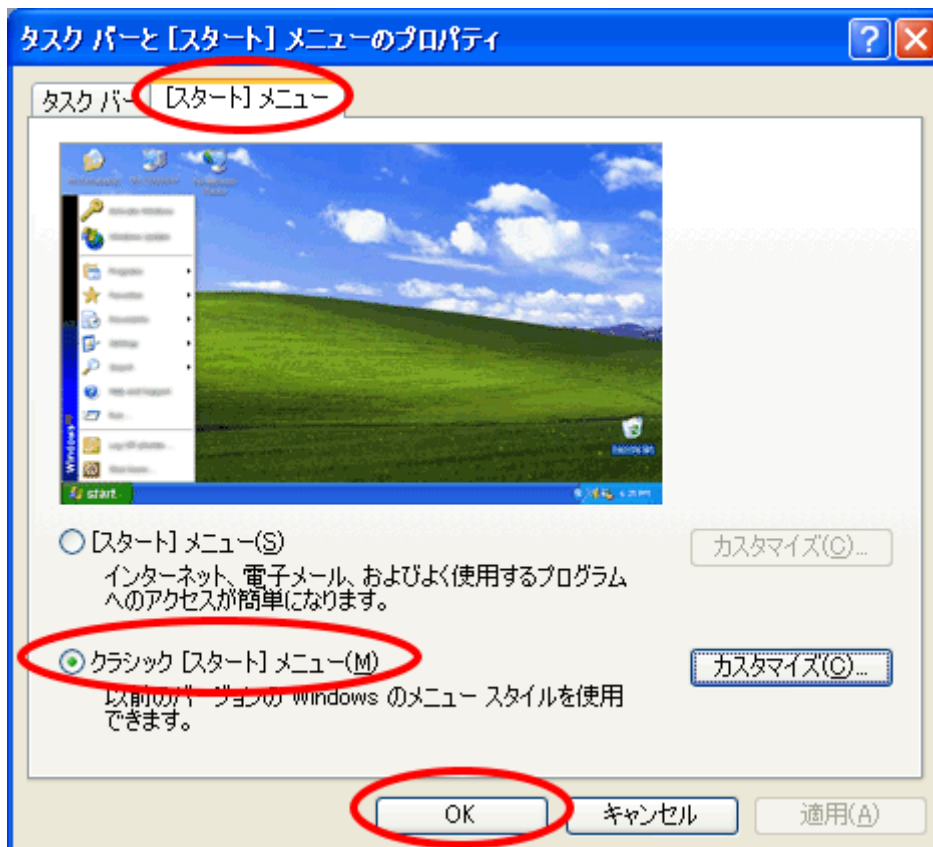 タスク バーと [スタート] メニューのプロパティ
タスク バー
[スタート] メニュー
Windows
start
[スタート] メニュー(S)
カスタマイズ(C)...
インターネット、電子メール、およびよく使用するプログラム
へのアクセスが簡単になります。
クラシック [スタート] メニュー(M)
カスタマイズ(C)...
以前のバージョンの Windows のメニュー スタイルを使用
できます。
OK
キャンセル
適用(A)